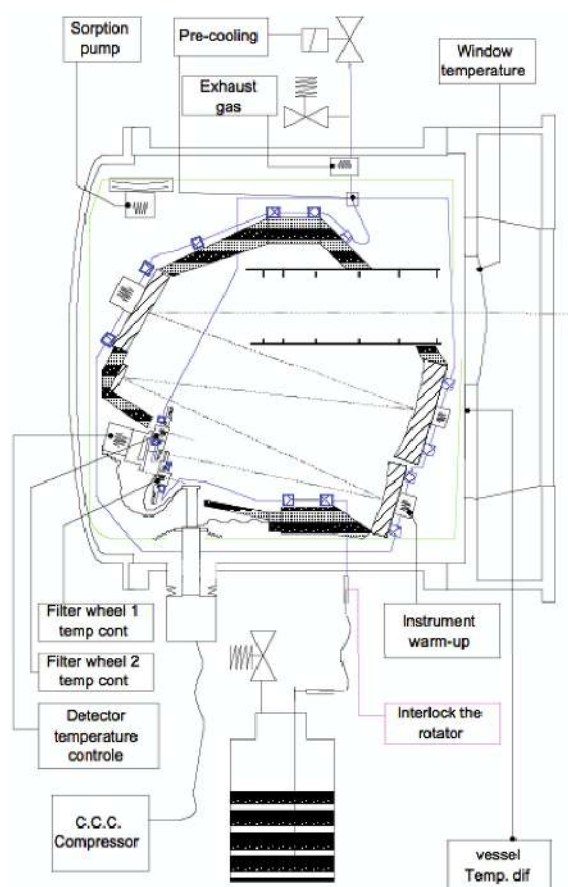 Sorption
pump
Pre-cooling
Exhaust
gas
Window
temperature
Filter wheel 1
temp cont
Filter wheel 2
temp cont
Detector
temperature
controle
C.C.C.
Compressor
Instrument
warm-up
Interlock the
rotator
vessel
Temp. dif